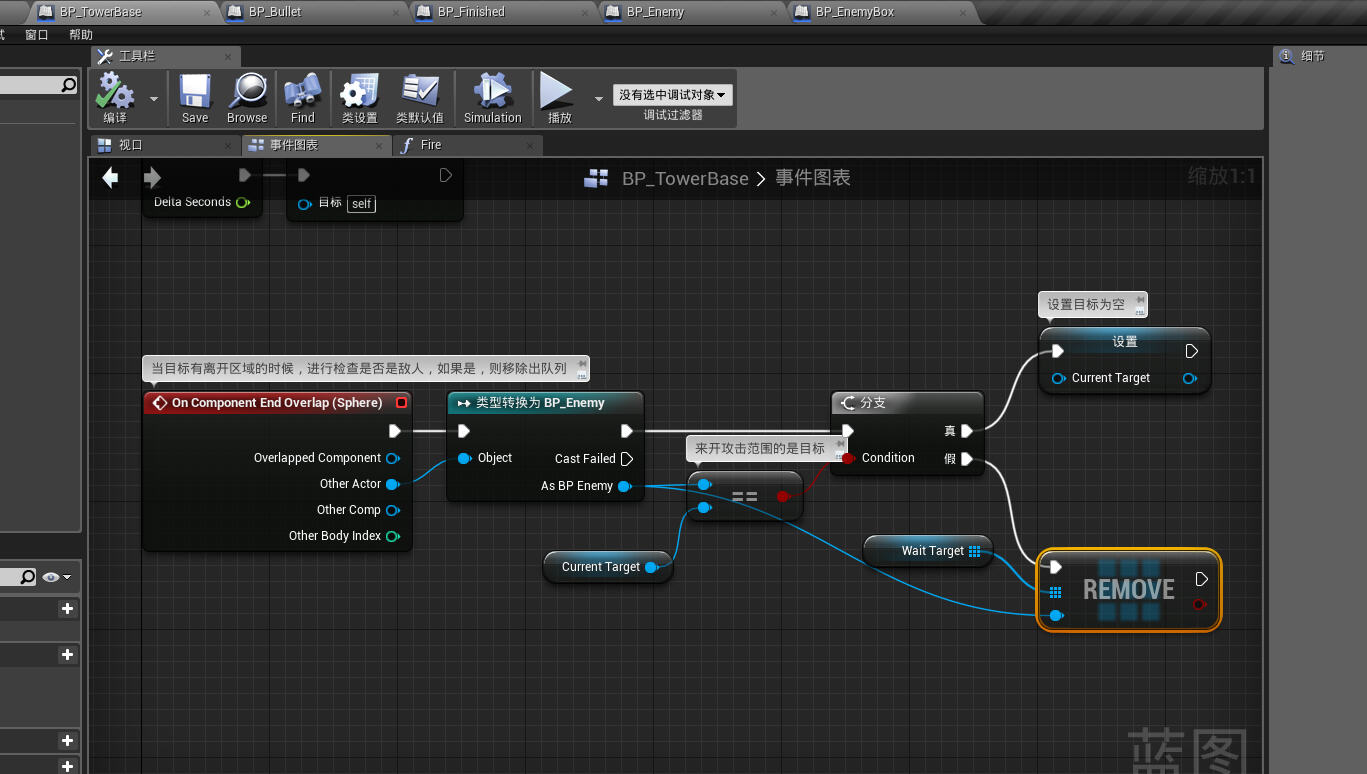 BP_TowerBase
BP_Bullet
BP_Finished
BP_Enemy
BP_EnemyBox
窗口 帮助
工具栏
细节
编译
Save
Browse
Find
类设置
类默认值
Simulation
播放
没有选中调试对象
调试过滤器
视口
事件图表
Fire
BP_TowerBase > 事件图表
缩放1:1
Delta Seconds
目标 self
设置目标为空
设置
Current Target
当目标有离开区域的时候，进行检查是否是敌人，如果是，则移除出队列
On Component End Overlap (Sphere)
Overlapped Component
Other Actor
Other Comp
Other Body Index
类型转换为 BP_Enemy
Object
Cast Failed
As BP Enemy
来开攻击范围的是目标
==
分支
真
Condition
假
Current Target
Wait Target
REMOVE
蓝图